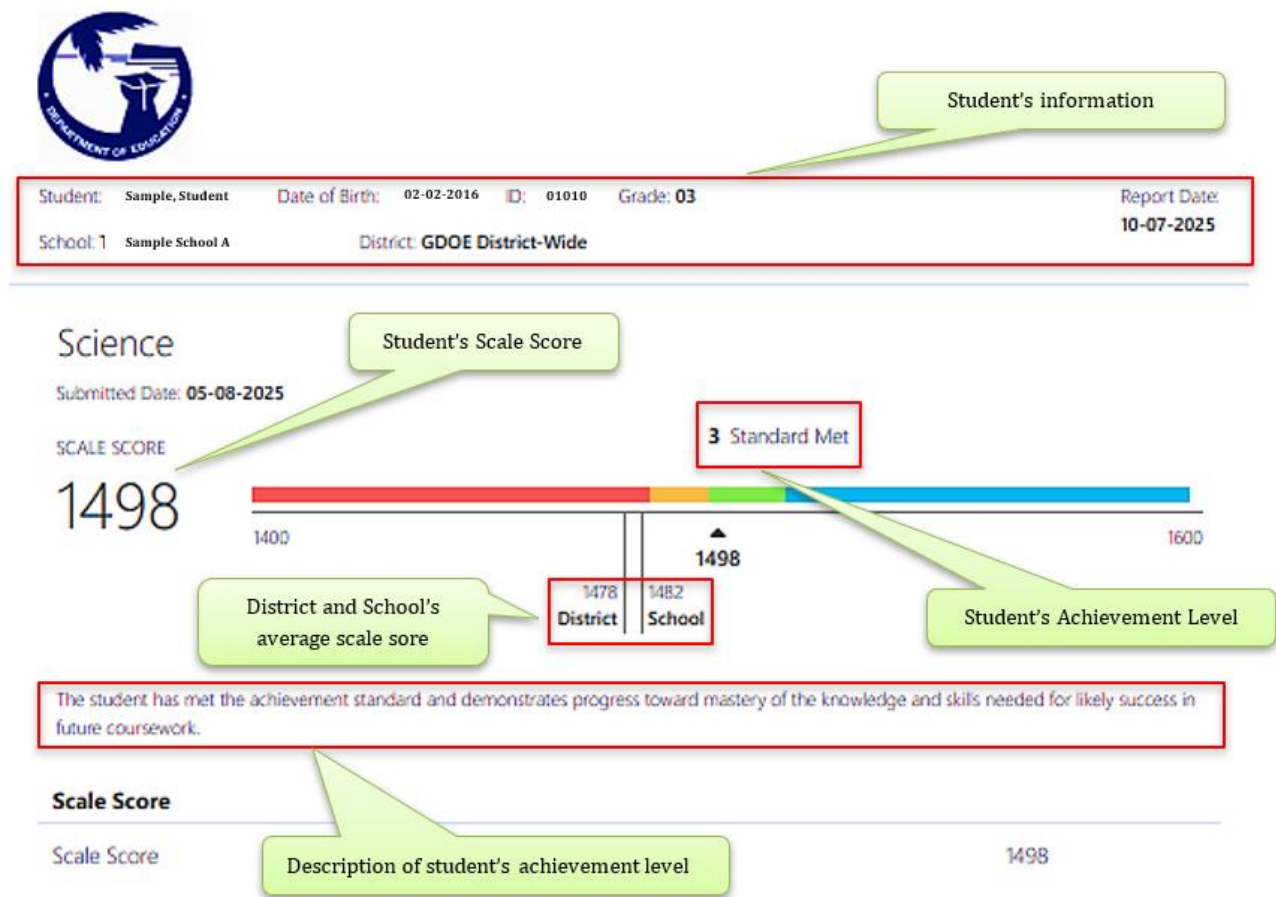 DEPARTMENT OF EDUCATION
Student's information
Student: Sample, Student Date of Birth: 02-02-2016 ID: 01010 Grade: 03 Report Date:
10-07-2025
School: 1 Sample School A District: GDOE District-Wide
Science
Student's Scale Score
Submitted Date: 05-08-2025
3 Standard Met
SCALE SCORE
1498
1400 1600
1498
1478 1482
District School
District and School's
average scale sore
Student's Achievement Level
The student has met the achievement standard and demonstrates progress toward mastery of the knowledge and skills needed for likely success in
future coursework.
Scale Score
Scale Score 1498
Description of student's achievement level